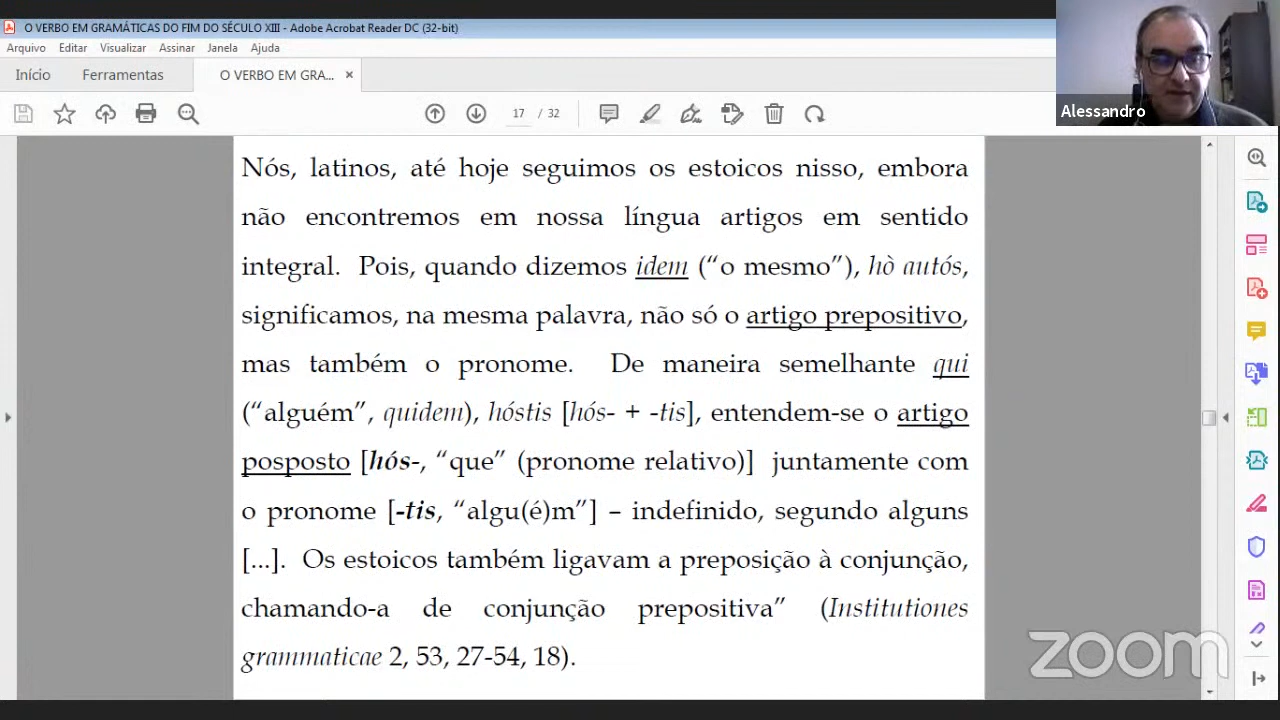 O VERBO EM GRAMÁTICAS DO FIM DO SÉCULO XIII - Adobe Acrobat Reader DC (32-bit)
Arquivo Editar Visualizar Assinar Janela Ajuda
Início Ferramentas O VERBO EM GRA... ×
17 / 32
Alessandro
Nós, latinos, até hoje seguimos os estoicos nisso, embora
não encontremos em nossa língua artigos em sentido
integral. Pois, quando dizemos idem (“o mesmo”), hò autós,
significamos, na mesma palavra, não só o artigo prepositivo,
mas também o pronome. De maneira semelhante qui
(“alguém”, quidem), hóstis [hós- + -tis], entendem-se o artigo
posposto [hós-, “que” (pronome relativo)] juntamente com
o pronome [-tis, “algu(é)m”] – indefinido, segundo alguns
[...]. Os estoicos também ligavam a preposição à conjunção,
chamando-a de conjunção prepositiva” (Institutiones
grammaticae 2, 53, 27-54, 18).
zoom